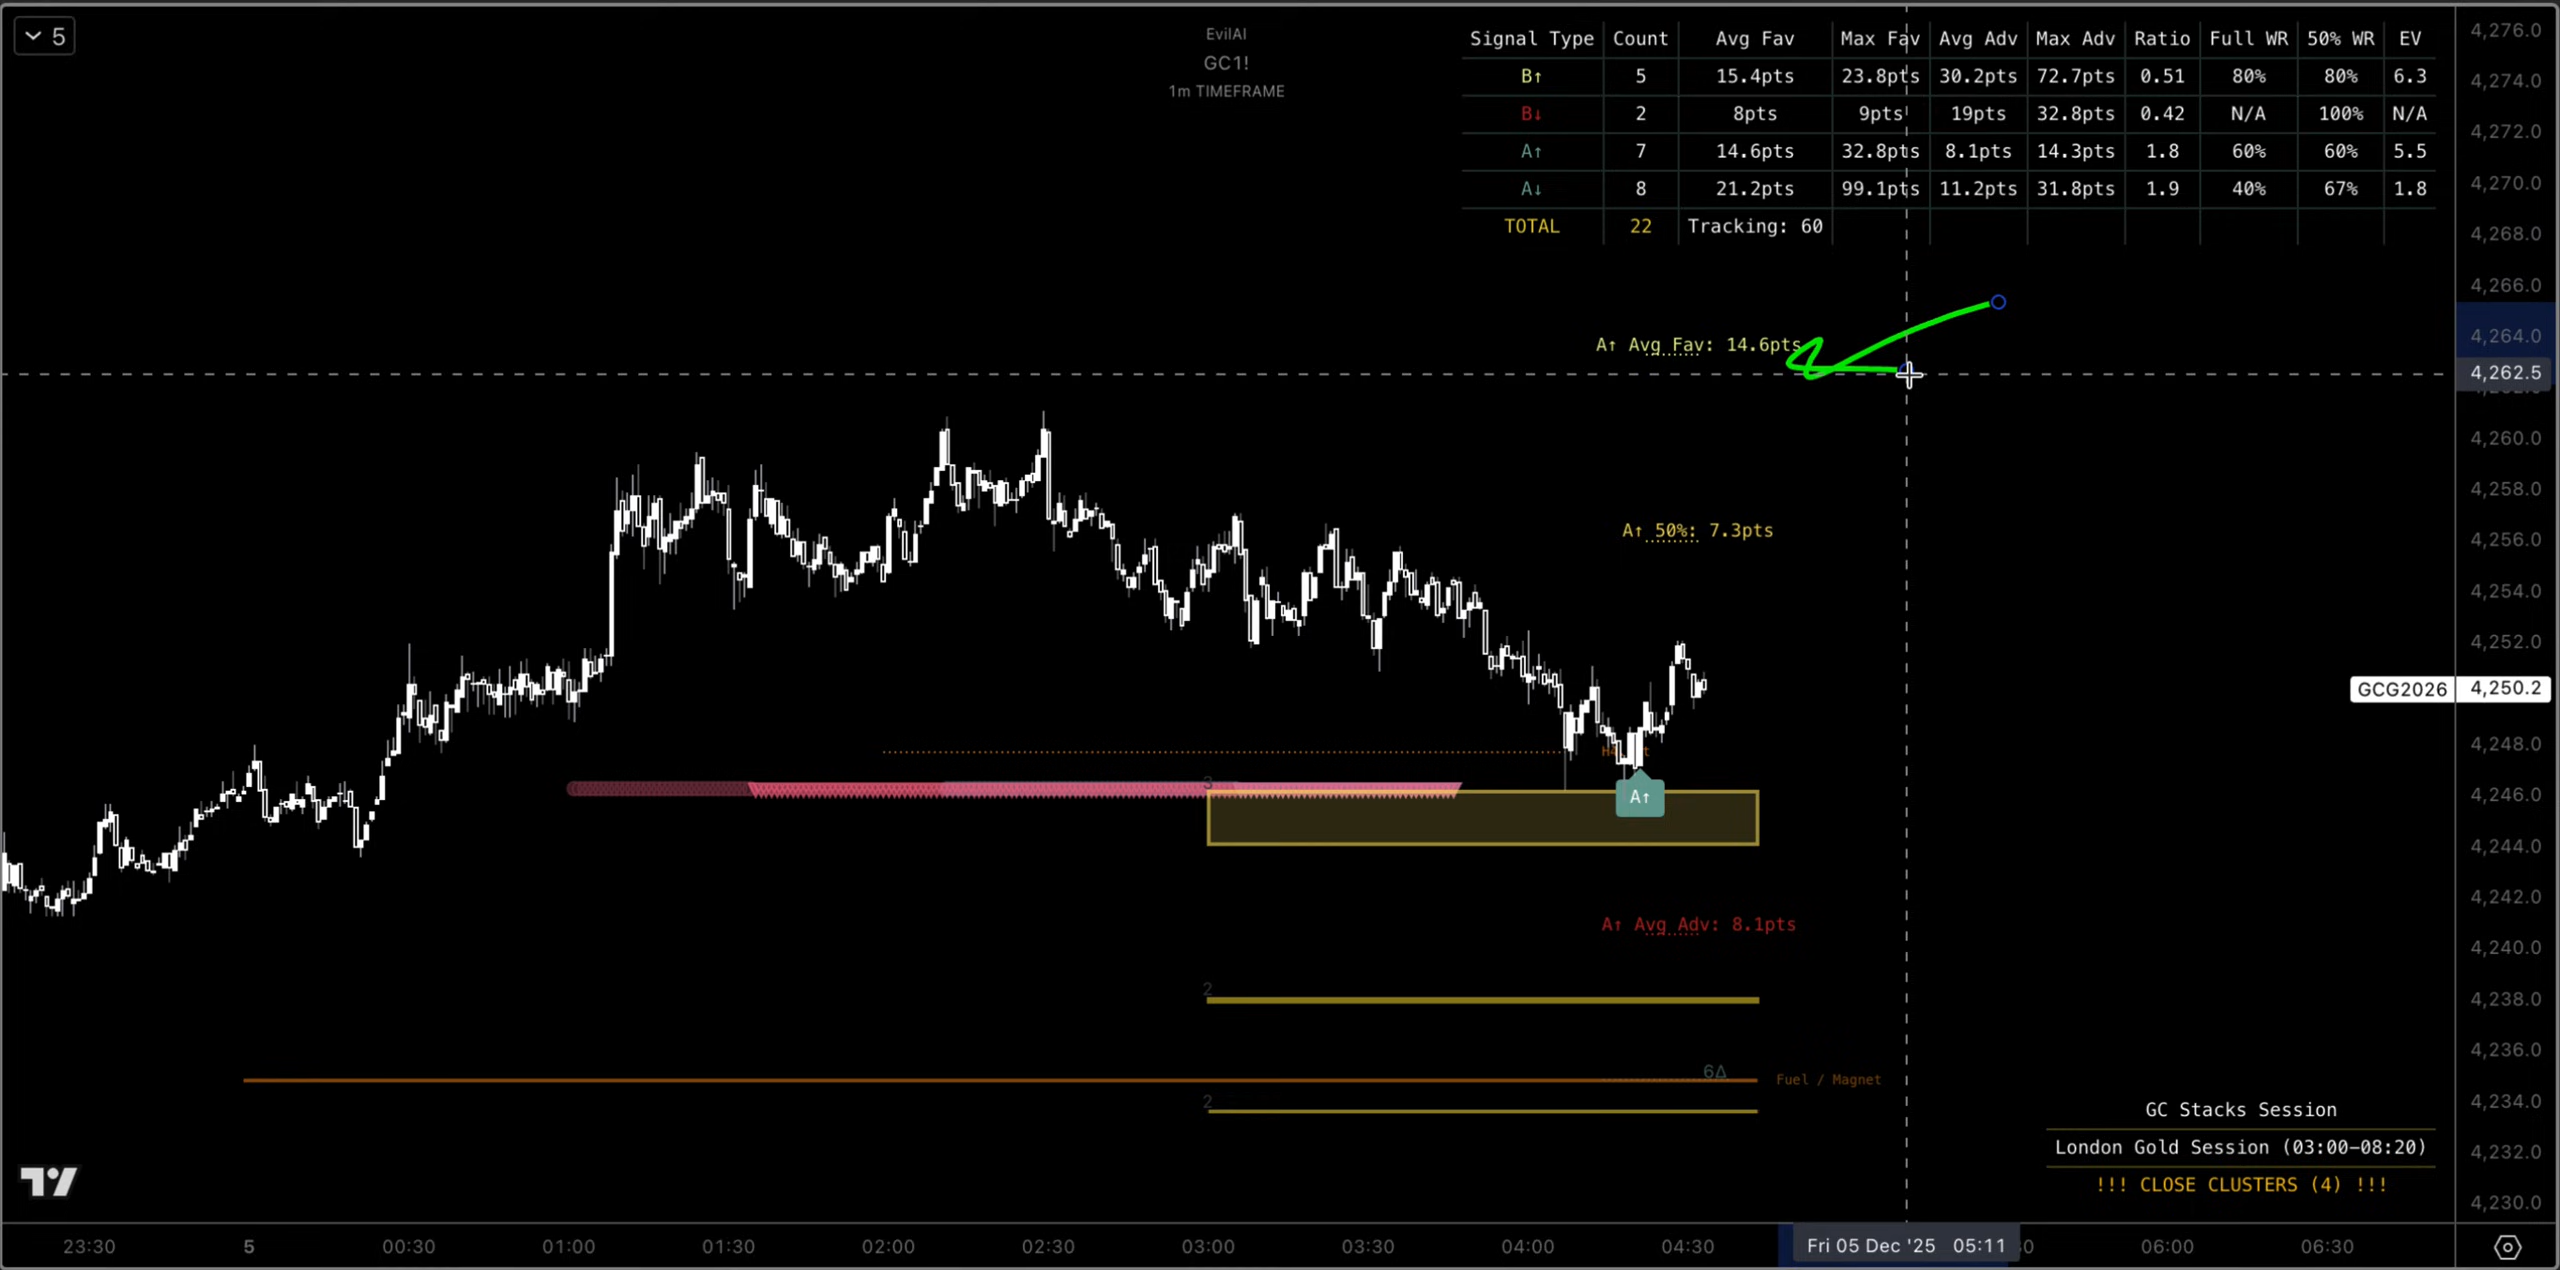 5
EvilAI
GC1!
1m TIMEFRAME
Signal Type Count Avg Fav Max Fav Avg Adv Max Adv Ratio Full WR 50% WR EV
B↑ 5 15.4pts 23.8pts 30.2pts 72.7pts 0.51 80% 80% 6.3
B↓ 2 8pts 9pts 19pts 32.8pts 0.42 N/A 100% N/A
A↑ 7 14.6pts 32.8pts 8.1pts 14.3pts 1.8 60% 60% 5.5
A↓ 8 21.2pts 99.1pts 11.2pts 31.8pts 1.9 40% 67% 1.8
TOTAL 22 Tracking: 60
A↑ Avg Fav: 14.6pts
A↑ 50%: 7.3pts
3
A↑
A↑ Avg Adv: 8.1pts
2
6Δ
Fuel / Magnet
2
GC Stacks Session
London Gold Session (03:00–08:20)
!!! CLOSE CLUSTERS (4) !!!
4,276.0
4,274.0
4,272.0
4,270.0
4,268.0
4,266.0
4,264.0
4,262.5
4,260.0
4,258.0
4,256.0
4,254.0
4,252.0
GCG2026 4,250.2
4,248.0
4,246.0
4,244.0
4,242.0
4,240.0
4,238.0
4,236.0
4,234.0
4,232.0
4,230.0
23:30 5 00:30 01:00 01:30 02:00 02:30 03:00 03:30 04:00 04:30 Fri 05 Dec '25 05:11 06:00 06:30